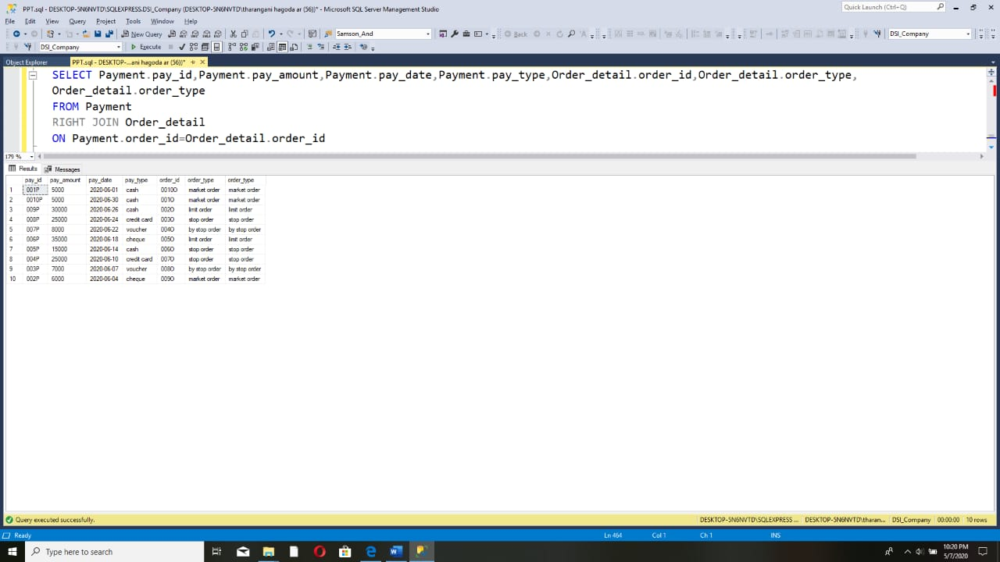 PPT.sql - DESKTOP-5N6NVTD\SQLEXPRESS.DSI_Company (DESKTOP-5N6NVTD\tharangani hagoda ar (56))* - Microsoft SQL Server Management Studio
Quick Launch (Ctrl+Q)
File Edit View Query Project Tools Window Help
New Query Samson_And Back DSI_Company
DSI_Company Execute
Object Explorer PPT.sql - DESKTOP-...ani hagoda ar (56))*
SELECT Payment.pay_id,Payment.pay_amount,Payment.pay_date,Payment.pay_type,Order_detail.order_id,Order_detail.order_type,
Order_detail.order_type
FROM Payment
RIGHT JOIN Order_detail
ON Payment.order_id=Order_detail.order_id
179 %
Results Messages
pay_id pay_amount pay_date pay_type order_id order_type order_type
1 001P 5000 2020-06-01 cash 0010O market order market order
2 0010P 5000 2020-06-30 cash 001O market order market order
3 009P 30000 2020-06-26 cash 002O limit order limit order
4 008P 25000 2020-06-24 credit card 003O stop order stop order
5 007P 8000 2020-06-22 voucher 004O by stop order by stop order
6 006P 35000 2020-06-18 cheque 005O limit order limit order
7 005P 15000 2020-06-14 cash 006O stop order stop order
8 004P 25000 2020-06-10 credit card 007O stop order stop order
9 003P 7000 2020-06-07 voucher 008O by stop order by stop order
10 002P 6000 2020-06-04 cheque 009O market order market order
Query executed successfully. DESKTOP-5N6NVTD\SQLEXPRESS ... DESKTOP-5N6NVTD\tharan... DSI_Company 00:00:00 10 rows
Ready Ln 464 Col 1 Ch 1 INS
Type here to search
10:20 PM
5/7/2020